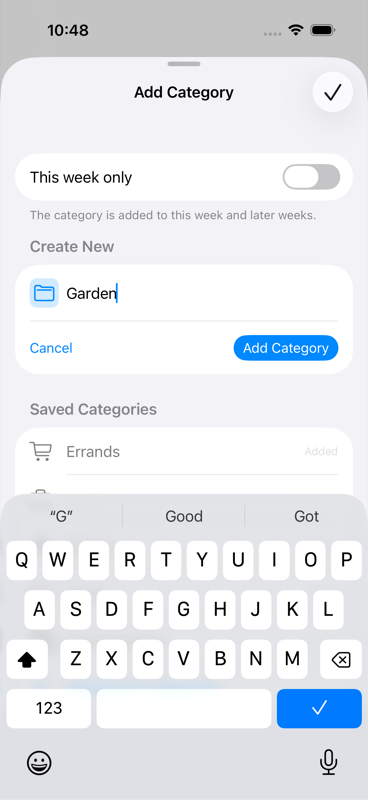 10:48
Add Category
This week only
The category is added to this week and later weeks.
Create New
Garden
Cancel
Add Category
Saved Categories
Errands
Added
“G”
Good
Got
Q W E R T Y U I O P
A S D F G H J K L
Z X C V B N M
123